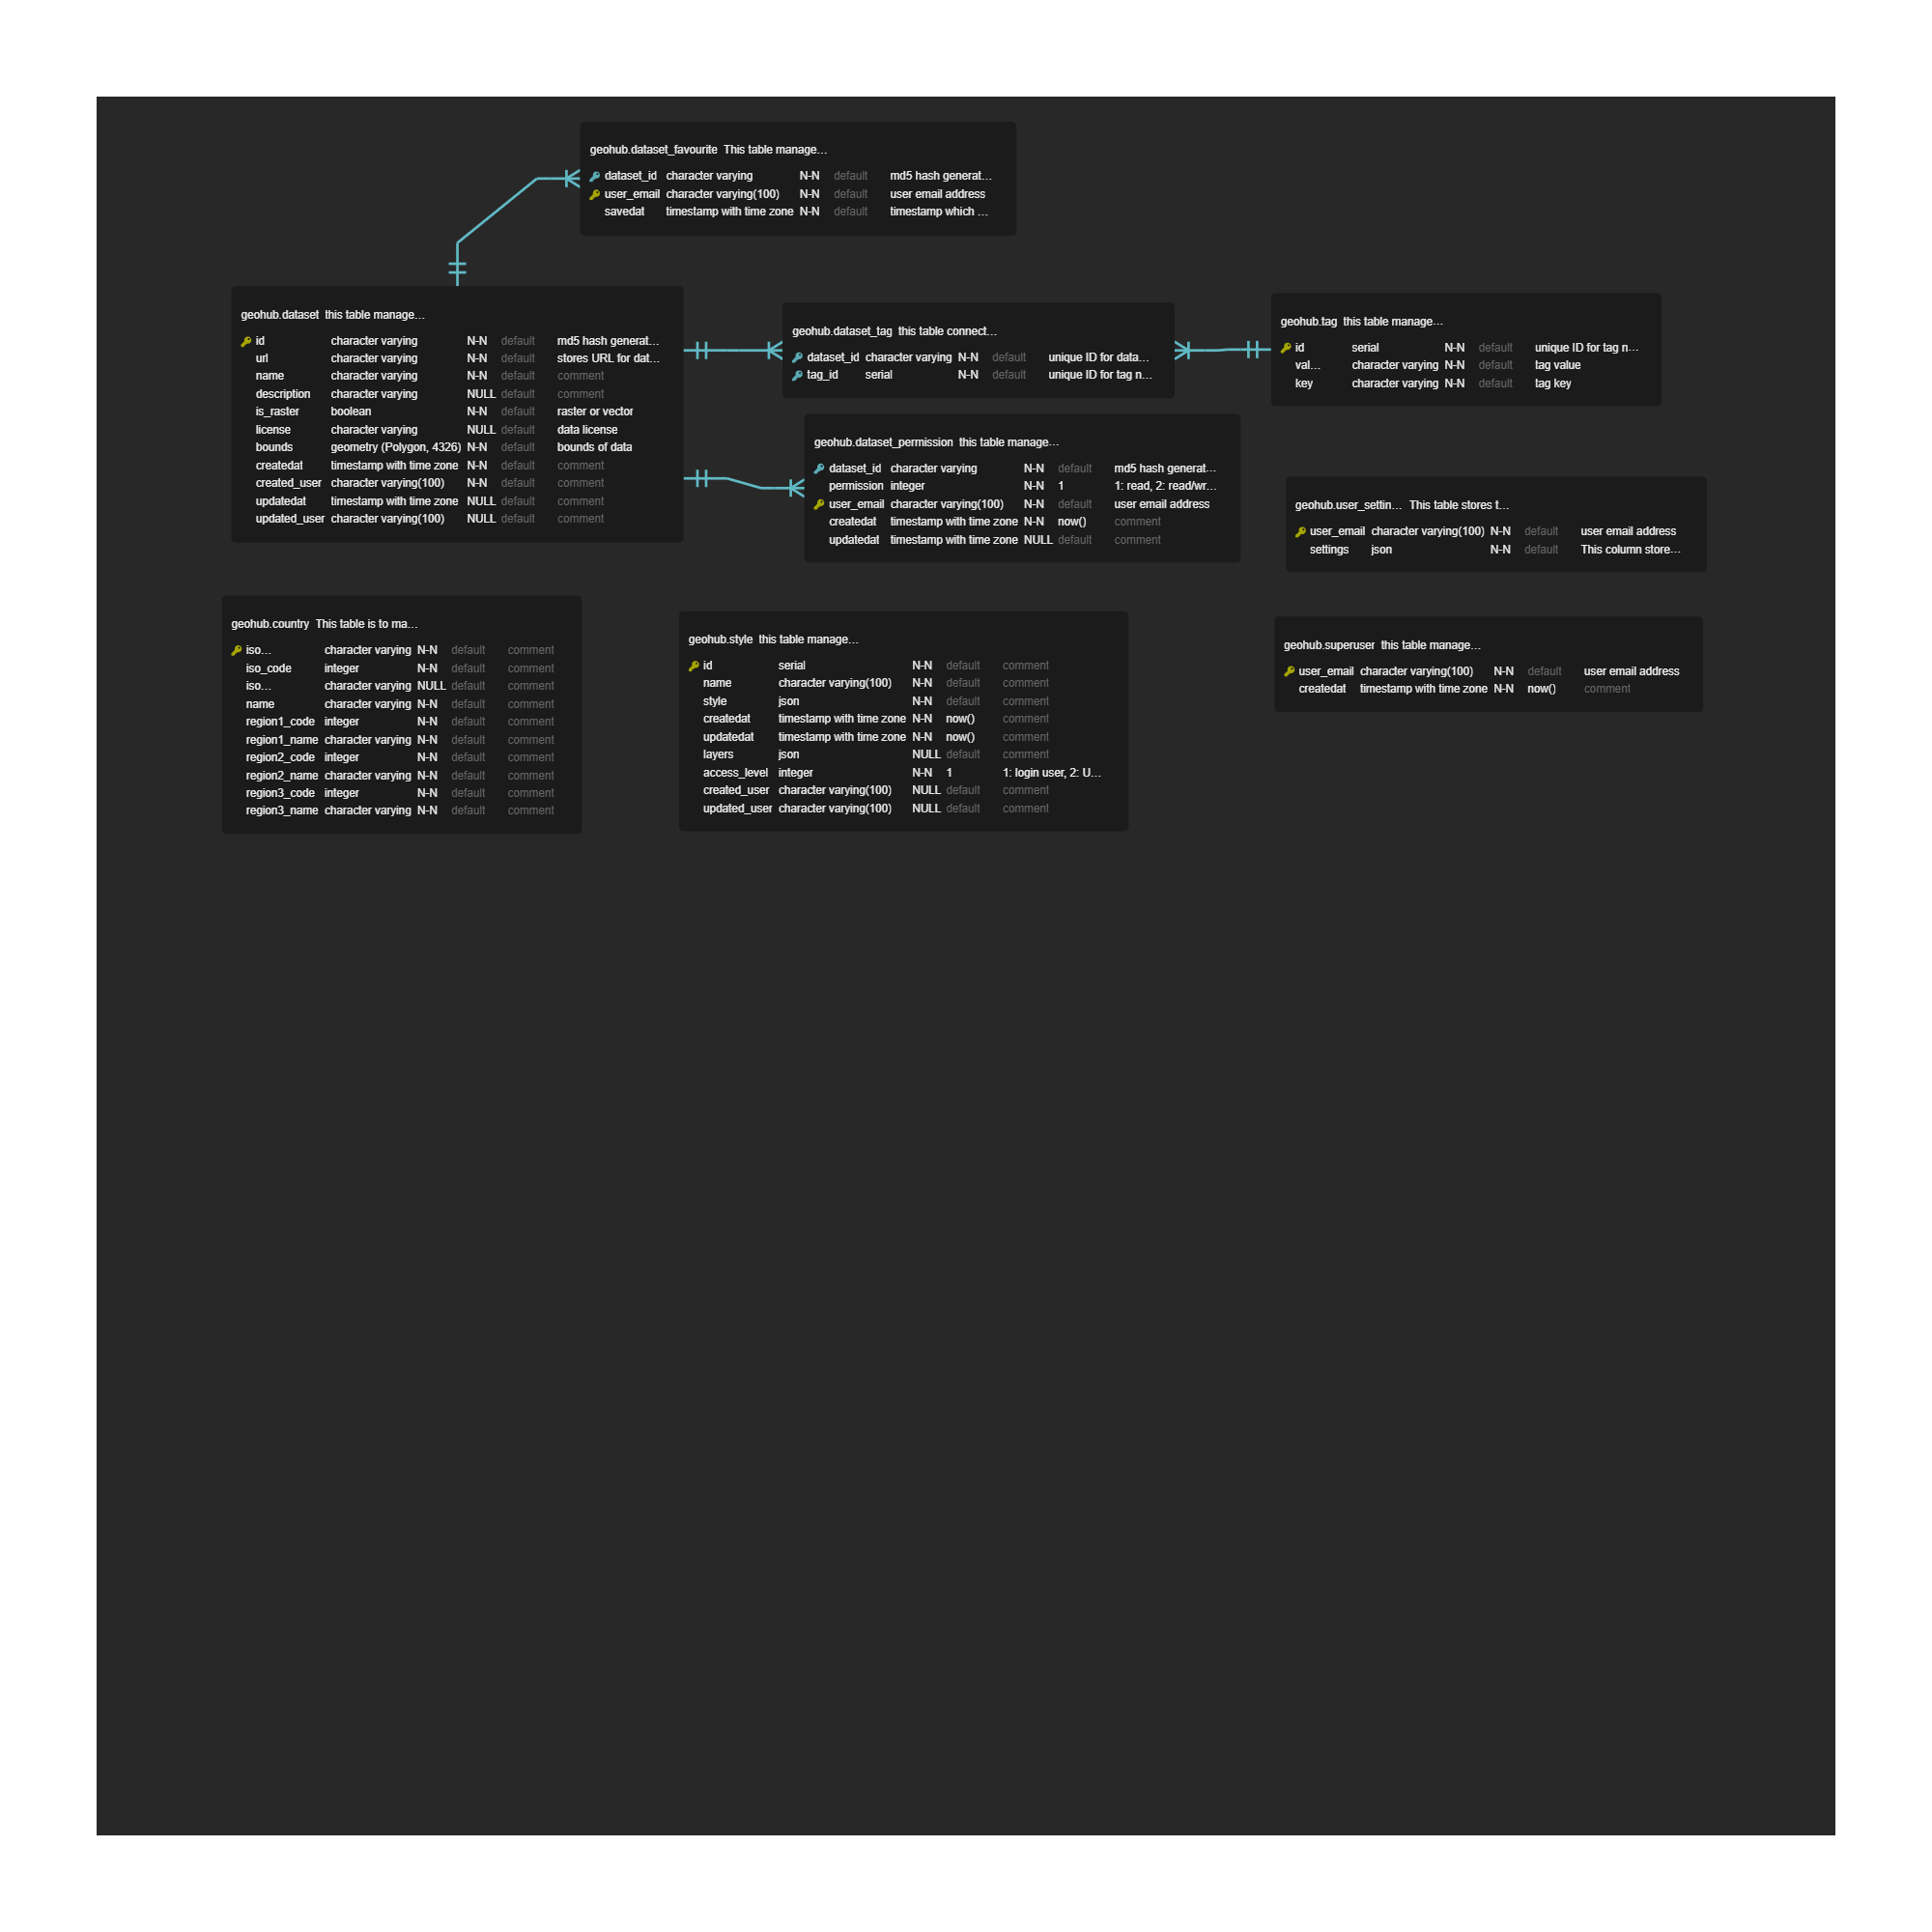 geohub.dataset_favourite This table manage...
dataset_id character varying N-N default md5 hash generat...
user_email character varying(100) N-N default user email address
savedat timestamp with time zone N-N default timestamp which ...
geohub.dataset this table manage...
id character varying N-N default md5 hash generat...
url character varying N-N default stores URL for dat...
name character varying N-N default comment
description character varying NULL default comment
is_raster boolean N-N default raster or vector
license character varying NULL default data license
bounds geometry (Polygon, 4326) N-N default bounds of data
createdat timestamp with time zone N-N default comment
created_user character varying(100) N-N default comment
updatedat timestamp with time zone NULL default comment
updated_user character varying(100) NULL default comment
geohub.dataset_tag this table connect...
dataset_id character varying N-N default unique ID for data...
tag_id serial N-N default unique ID for tag n...
geohub.tag this table manage...
id serial N-N default unique ID for tag n...
val... character varying N-N default tag value
key character varying N-N default tag key
geohub.dataset_permission this table manage...
dataset_id character varying N-N default md5 hash generat...
permission integer N-N 1 1: read, 2: read/wr...
user_email character varying(100) N-N default user email address
createdat timestamp with time zone N-N now() comment
updatedat timestamp with time zone NULL default comment
geohub.user_settin... This table stores t...
user_email character varying(100) N-N default user email address
settings json N-N default This column store...
geohub.country This table is to ma...
iso... character varying N-N default comment
iso_code integer N-N default comment
iso... character varying NULL default comment
name character varying N-N default comment
region1_code integer N-N default comment
region1_name character varying N-N default comment
region2_code integer N-N default comment
region2_name character varying N-N default comment
region3_code integer N-N default comment
region3_name character varying N-N default comment
geohub.style this table manage...
id serial N-N default comment
name character varying(100) N-N default comment
style json N-N default comment
createdat timestamp with time zone N-N now() comment
updatedat timestamp with time zone N-N now() comment
layers json NULL default comment
access_level integer N-N 1 1: login user, 2: U...
created_user character varying(100) NULL default comment
updated_user character varying(100) NULL default comment
geohub.superuser this table manage...
user_email character varying(100) N-N default user email address
createdat timestamp with time zone N-N now() comment